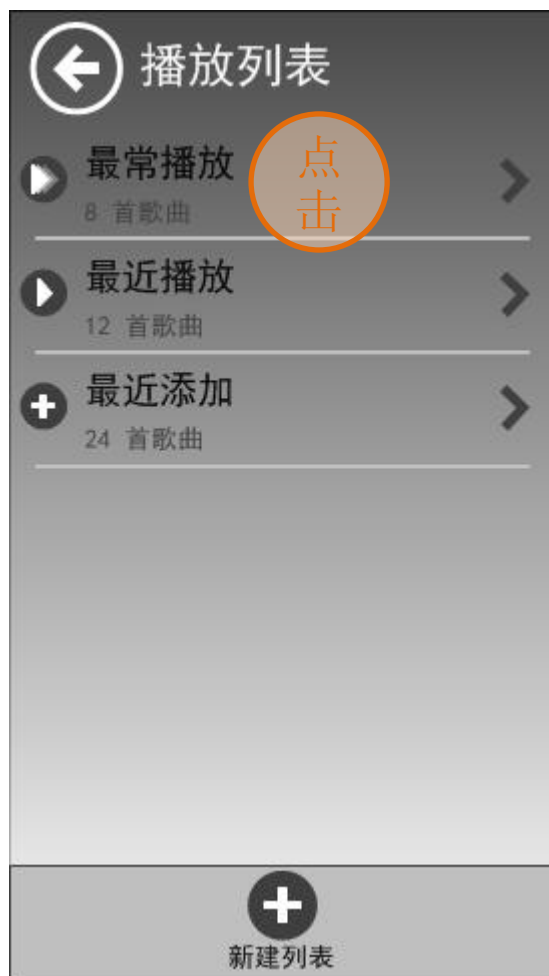 播放列表
最常播放
8 首歌曲
点
击
最近播放
12 首歌曲
最近添加
24 首歌曲
新建列表